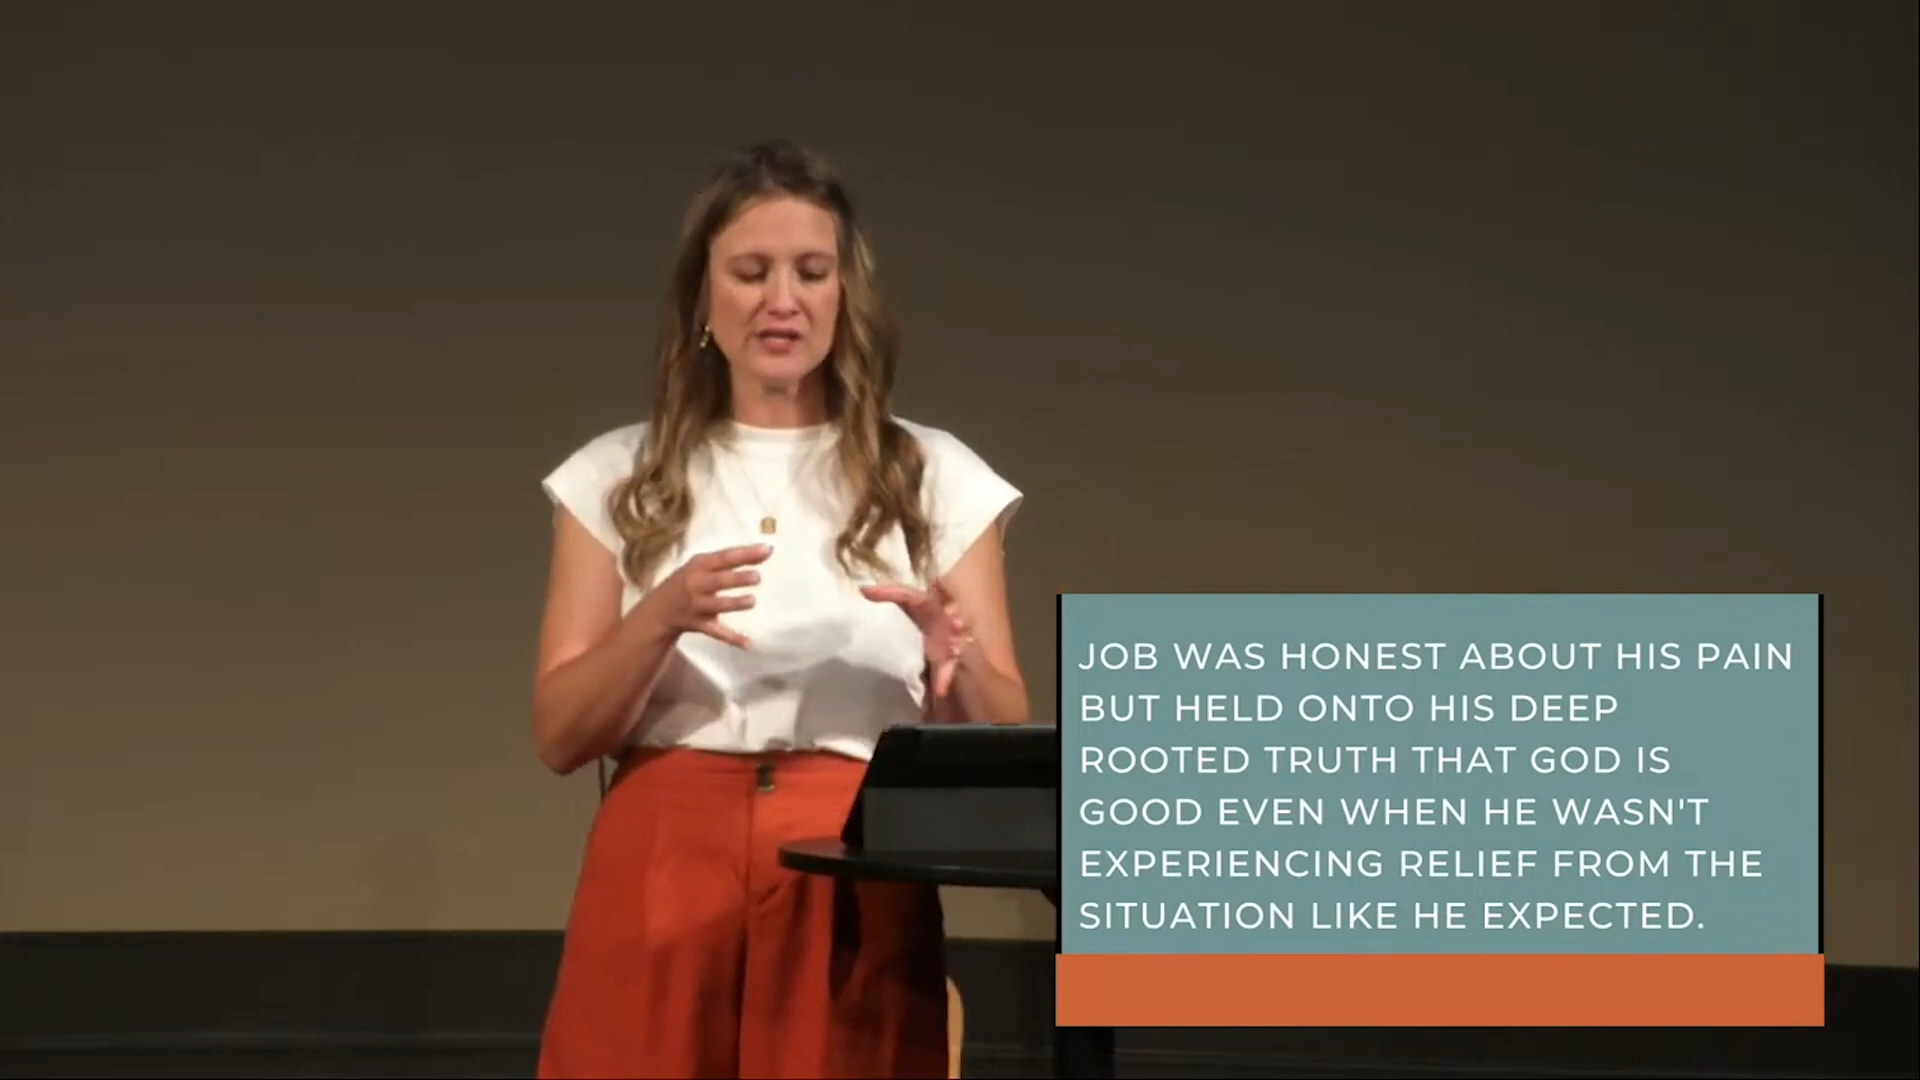 JOB WAS HONEST ABOUT HIS PAIN
BUT HELD ONTO HIS DEEP
ROOTED TRUTH THAT GOD IS
GOOD EVEN WHEN HE WASN'T
EXPERIENCING RELIEF FROM THE
SITUATION LIKE HE EXPECTED.